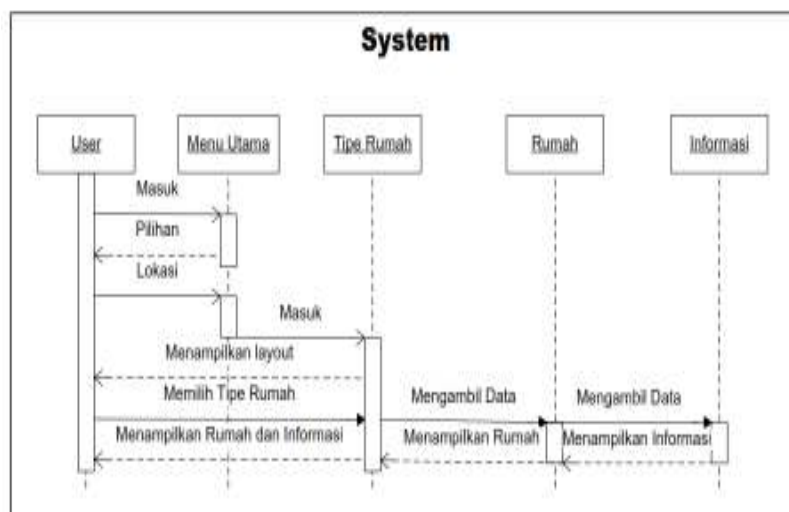 System
User
Menu Utama
Tipe Rumah
Rumah
Informasi
Masuk
Pilihan
Lokasi
Masuk
Menampilkan layout
Memilih Tipe Rumah
Mengambil Data
Mengambil Data
Menampilkan Rumah dan Informasi
Menampilkan Rumah
Menampilkan Informasi